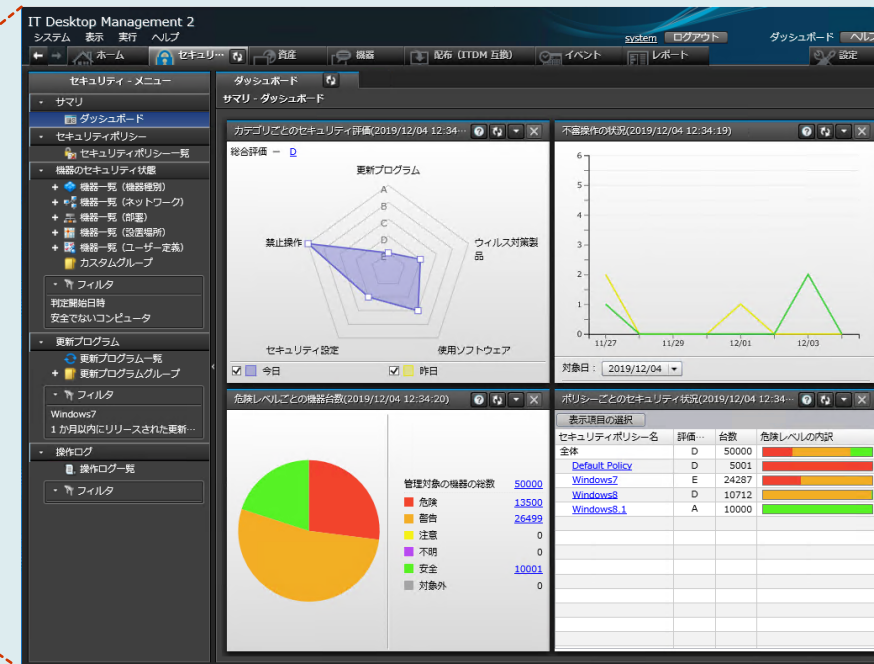 IT Desktop Management 2
システム 表示 実行 ヘルプ
system ログアウト ダッシュボード
ホーム セキュリ… 資産 機器 配布（ITDM 互換） イベント レポート 設定
セキュリティ - メニュー
サマリ
ダッシュボード
セキュリティポリシー
セキュリティポリシー一覧
機器のセキュリティ状態
機器一覧（機器種別）
機器一覧（ネットワーク）
機器一覧（部署）
機器一覧（設置場所）
機器一覧（ユーザー定義）
カスタムグループ
フィルタ
判定開始日時
安全でないコンピュータ
更新プログラム
更新プログラム一覧
更新プログラムグループ
フィルタ
Windows7
1 か月以内にリリースされた更新…
操作ログ
操作ログ一覧
フィルタ
ダッシュボード
サマリ - ダッシュボード
カテゴリごとのセキュリティ評価(2019/12/04 12:34…
総合評価 － D
更新プログラム
A
B
C
D
E
禁止操作
ウィルス対策製品
セキュリティ設定
使用ソフトウェア
今日 昨日
不審操作の状況(2019/12/04 12:34:19)
6
5
4
3
2
1
0
11/27 11/29 12/01 12/03
対象日： 2019/12/04
危険レベルごとの機器台数(2019/12/04 12:34:20)
管理対象の機器の総数 50000
危険 13500
警告 26499
注意 0
不明 0
安全 10001
対象外 0
ポリシーごとのセキュリティ状況(2019/12/04 12:34…
表示項目の選択
セキュリティポリシー名 評価… 台数 危険レベルの内訳
全体 D 50000
Default Policy D 5001
Windows7 E 24287
Windows8 D 10712
Windows8.1 A 10000